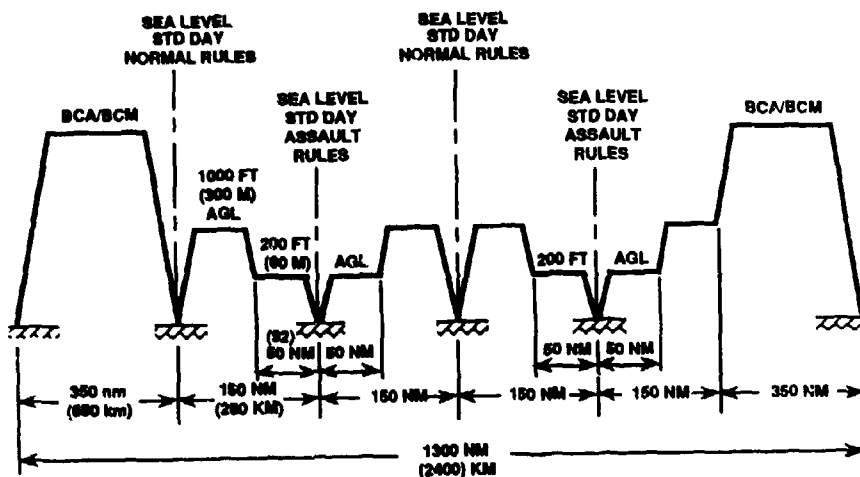 SEA LEVEL
STD DAY
NORMAL RULES
SEA LEVEL
STD DAY
NORMAL RULES
SEA LEVEL
STD DAY
ASSAULT
RULES
SEA LEVEL
STD DAY
ASSAULT
RULES
BCA/BCM
BCA/BCM
1000 FT
(300 M)
AGL
200 FT
(60 M)
AGL
200 FT
AGL
(92)
50 NM
50 NM
50 NM
50 NM
350 nm
(650 km)
150 NM
(280 KM)
150 NM
150 NM
150 NM
350 NM
1300 NM
(2400) KM